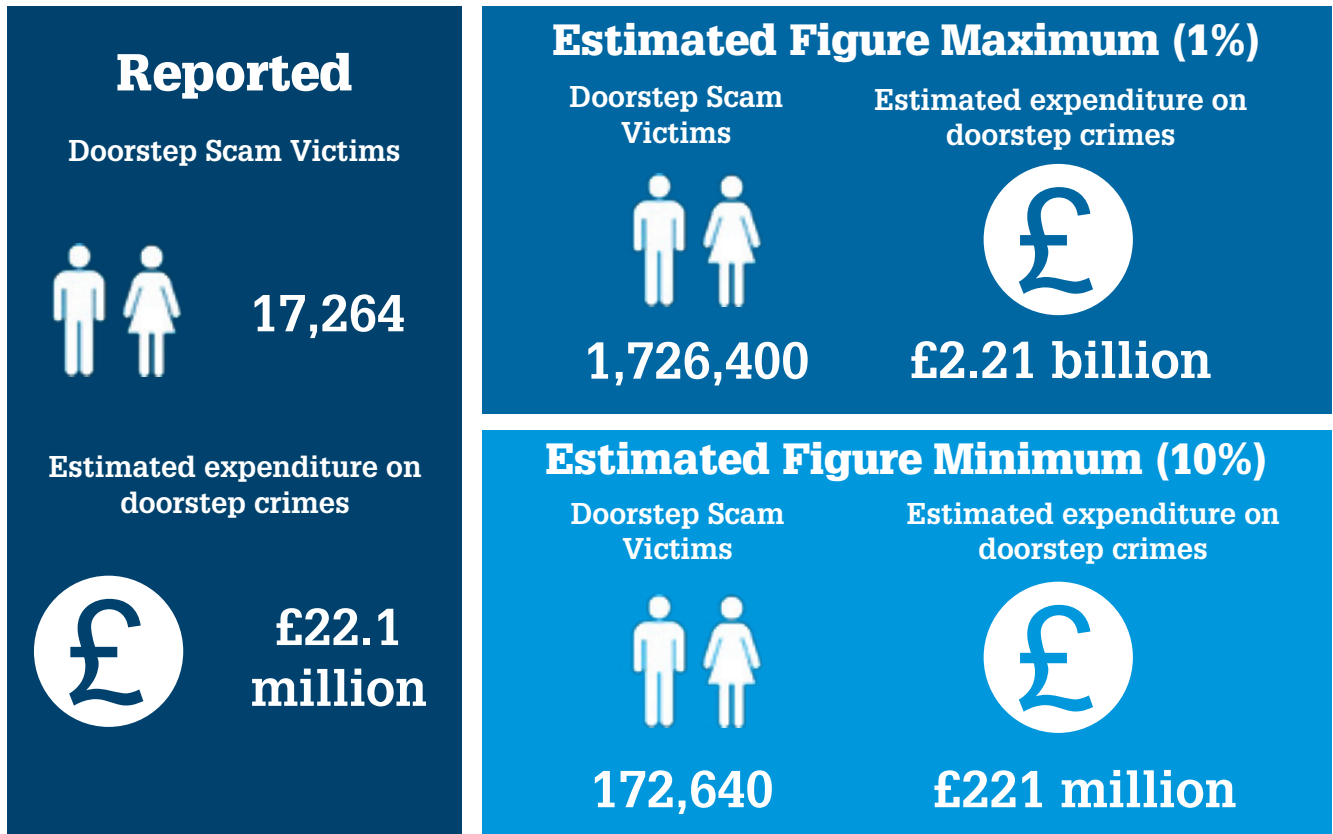 Reported
Doorstep Scam Victims
17,264
Estimated expenditure on
doorstep crimes
£
£22.1
million
Estimated Figure Maximum (1%)
Doorstep Scam
Victims
1,726,400
Estimated expenditure on
doorstep crimes
£
£2.21 billion
Estimated Figure Minimum (10%)
Doorstep Scam
Victims
172,640
Estimated expenditure on
doorstep crimes
£
£221 million